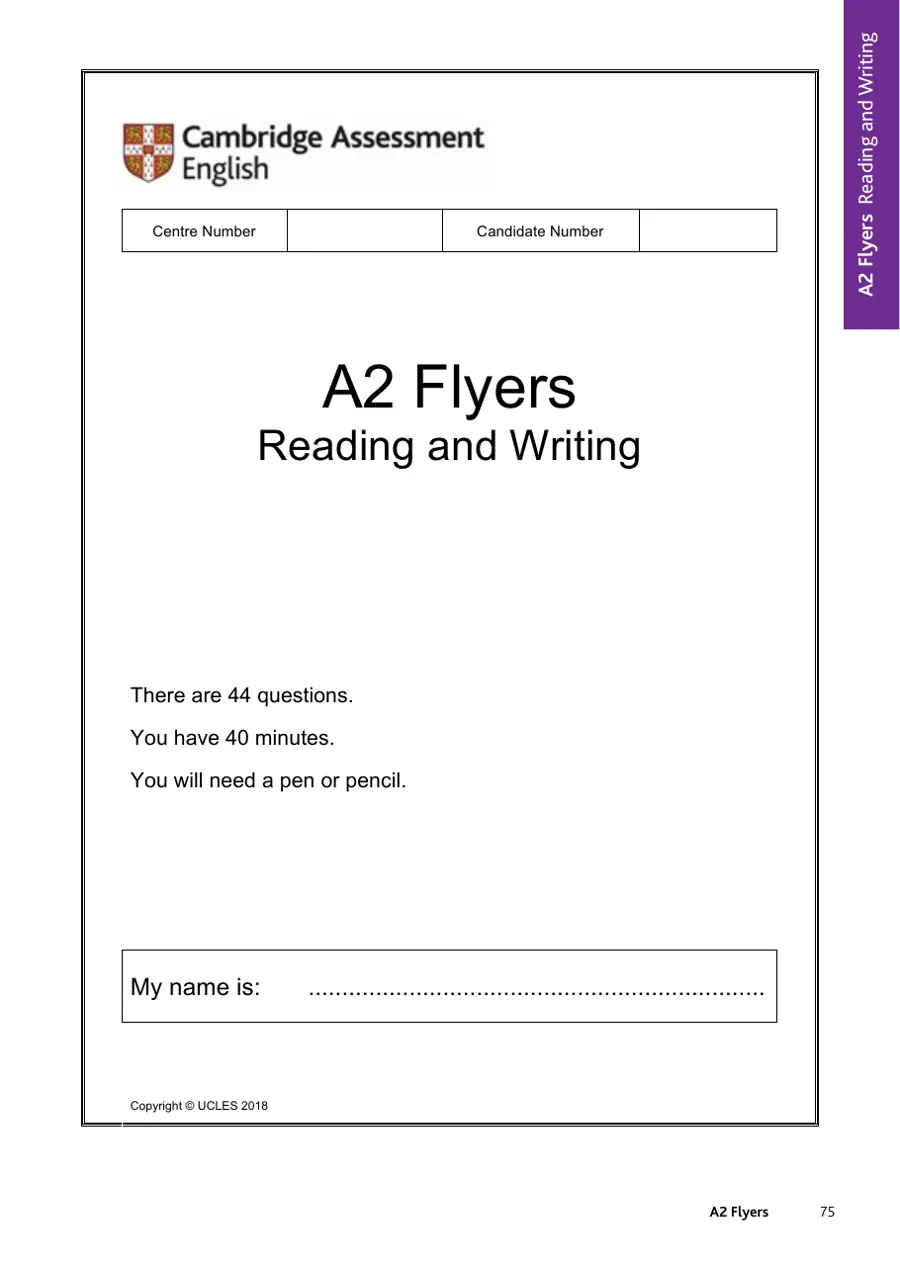 A2 Flyers Reading and Writing
Cambridge Assessment
English
Centre Number
Candidate Number
A2 Flyers
Reading and Writing
There are 44 questions.
You have 40 minutes.
You will need a pen or pencil.
My name is: ....................................................................
Copyright © UCLES 2018
A2 Flyers 75